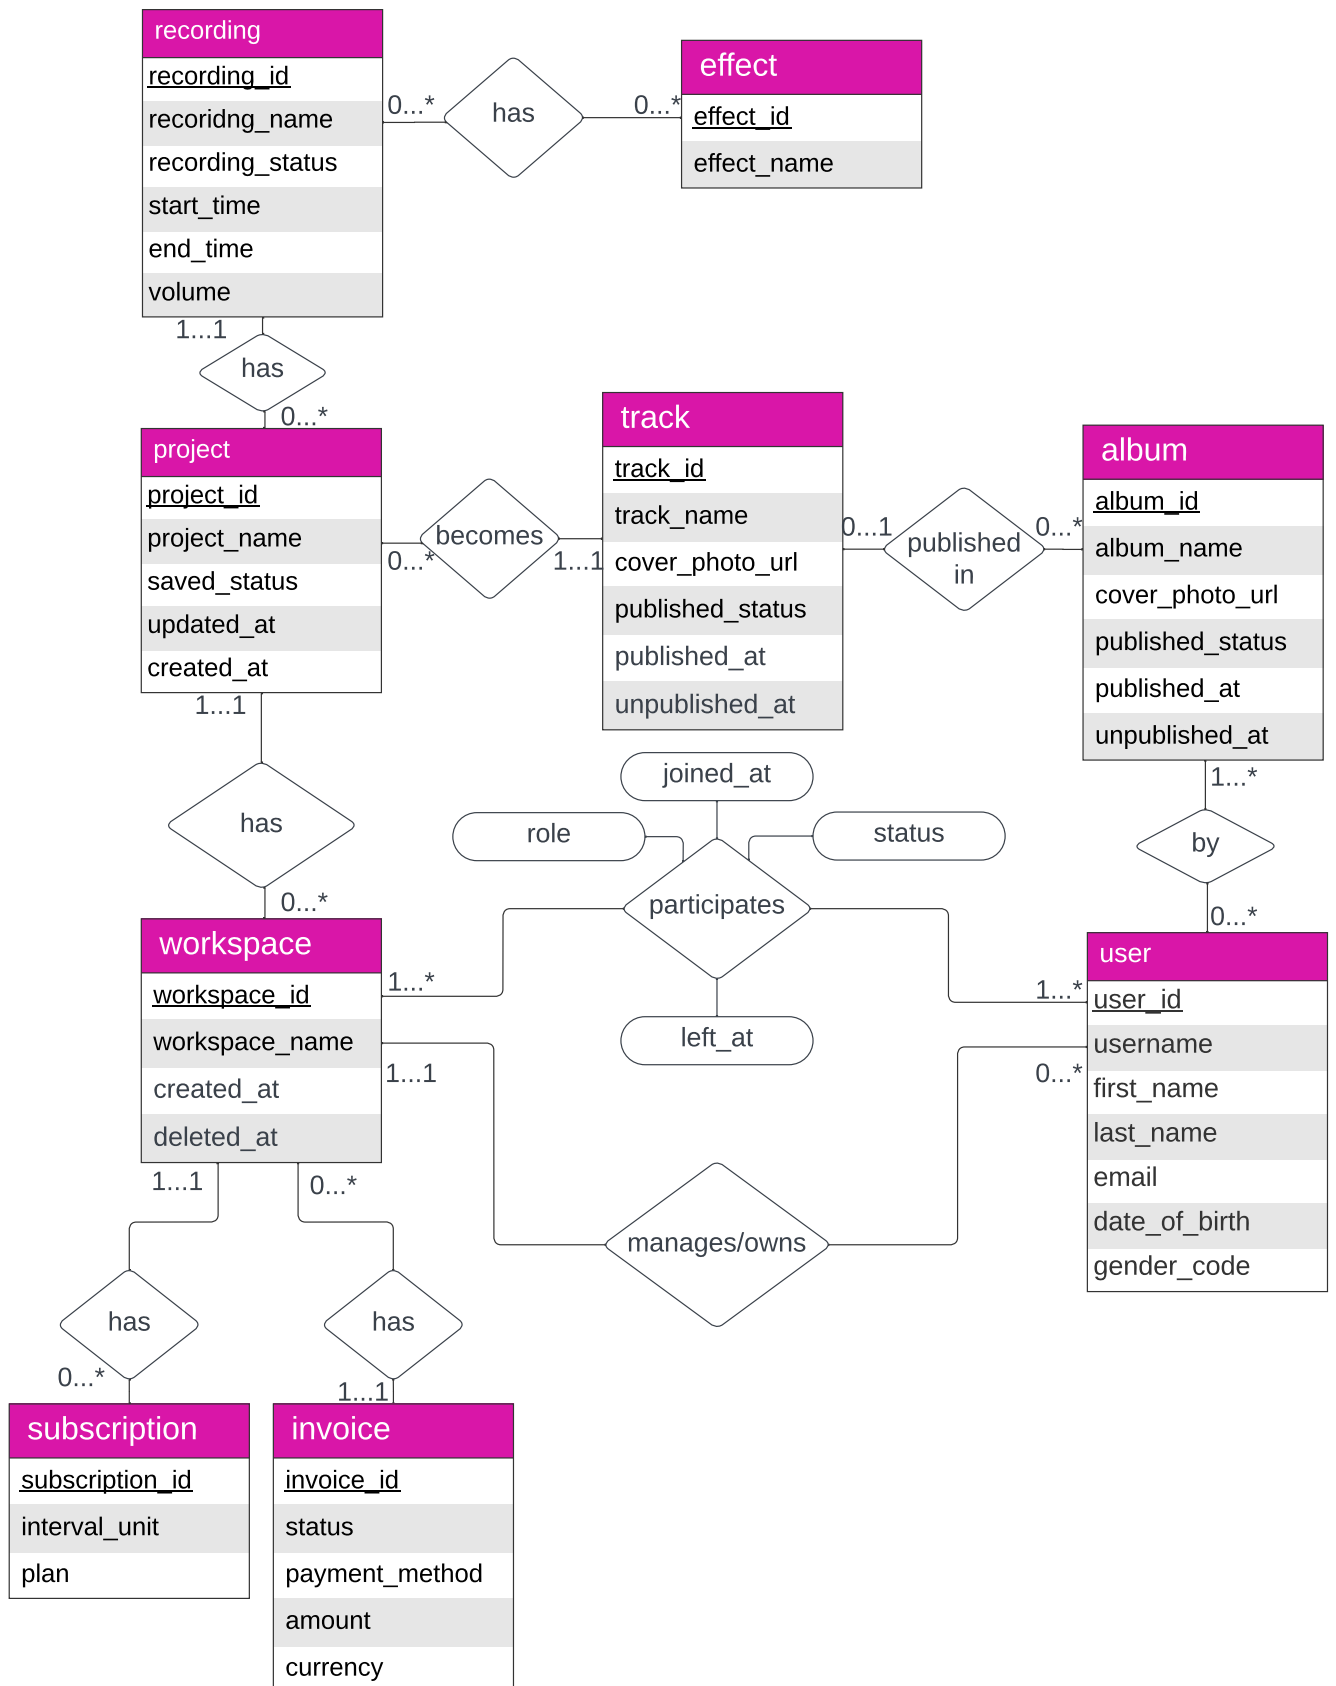 recording
recording_id
recoridng_name
recording_status
start_time
end_time
volume
0...*
has
0...*
effect
effect_id
effect_name
1...1
has
0...*
project
project_id
project_name
saved_status
updated_at
created_at
0...*
becomes
1...1
track
track_id
track_name
cover_photo_url
published_status
published_at
unpublished_at
0...1
published
in
0...*
album
album_id
album_name
cover_photo_url
published_status
published_at
unpublished_at
1...1
has
0...*
joined_at
role
status
participates
left_at
1...*
1...*
1...*
by
0...*
workspace
workspace_id
workspace_name
created_at
deleted_at
1...1
manages/owns
0...*
user
user_id
username
first_name
last_name
email
date_of_birth
gender_code
1...1
has
0...*
0...*
has
1...1
subscription
subscription_id
interval_unit
plan
invoice
invoice_id
status
payment_method
amount
currency